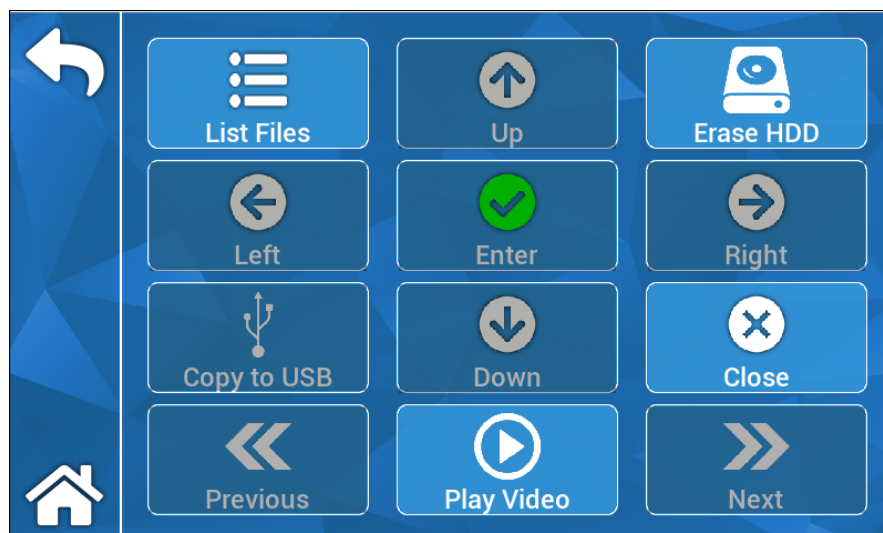 List Files
Up
Erase HDD
Left
Enter
Right
Copy to USB
Down
Close
Previous
Play Video
Next